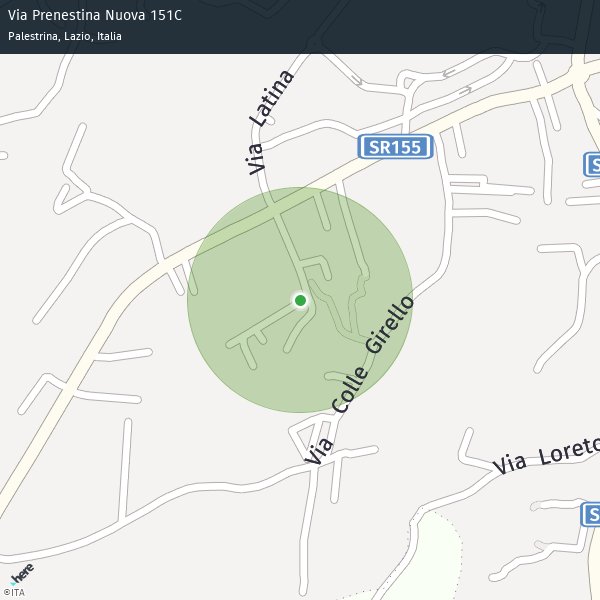 Via Prenestina Nuova 151C
Palestrina, Lazio, Italia
Via Latina
SR155
S
Via Colle Girello
Via Loreto
S
here
©ITA